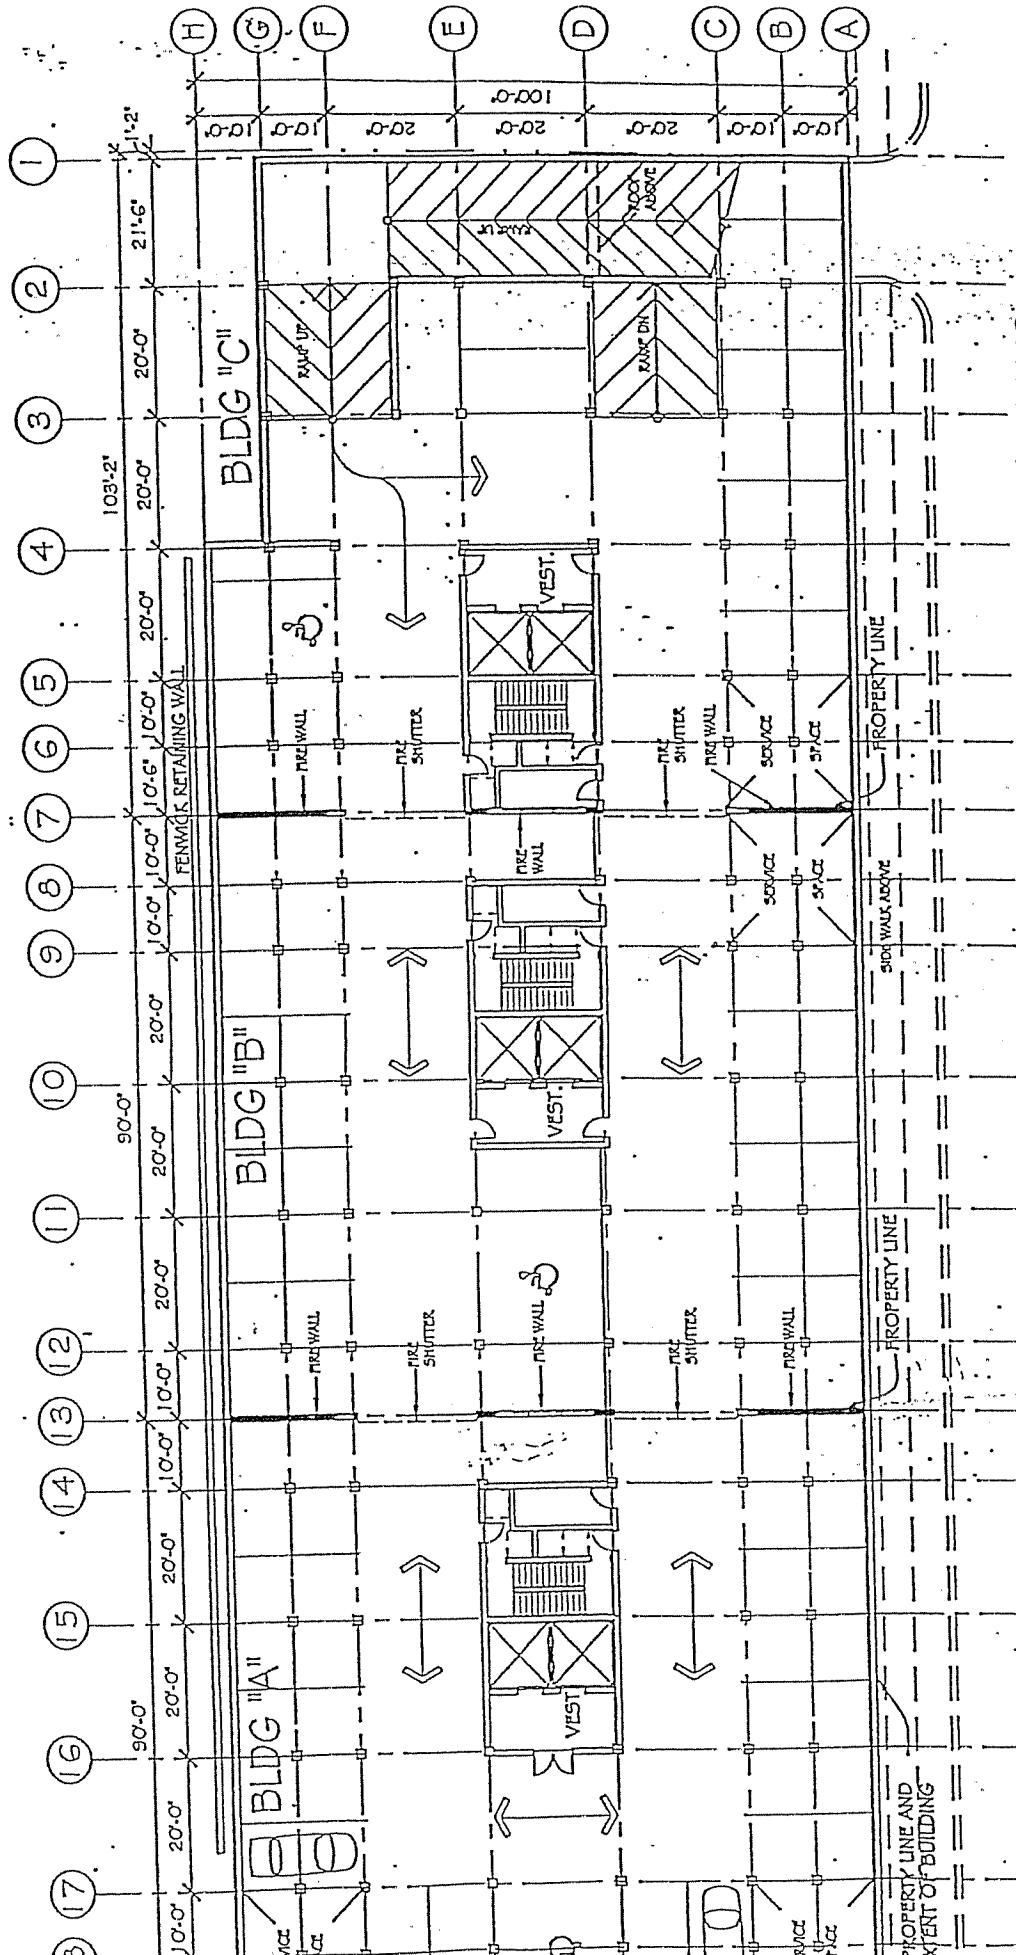 H
G
F
E
D
C
B
A
100'-0"
10'-0"
10'-0"
20'-0"
20'-0"
20'-0"
10'-0"
10'-0"
1'-2"
1
21'-6"
ROOF
ABOVE
RAMP UP
2
20'-0"
BLDG "C"
RAMP UP
RAMP DN
3
103'-2"
20'-0"
4
VEST.
20'-0"
5
PROPERTY LINE
FENWICK RETAINING WALL
10'-0"
FIRE WALL
FIRE
SHUTTER
FIRE
SHUTTER
FIRE WALL
SERVICE
SPACE
6
10'-6"
7
10'-0"
FIRE
WALL
SERVICE
SPACE
8
10'-0"
SIDE WALK ABOVE
9
20'-0"
10
BLDG "B"
VEST.
90'-0"
20'-0"
11
20'-0"
PROPERTY LINE
FIRE WALL
FIRE
SHUTTER
FIRE WALL
FIRE
SHUTTER
FIRE WALL
12
10'-0"
13
10'-0"
14
20'-0"
15
BLDG "A"
20'-0"
VEST
90'-0"
16
20'-0"
PROPERTY LINE AND
EXTENT OF BUILDING
17
10'-0"